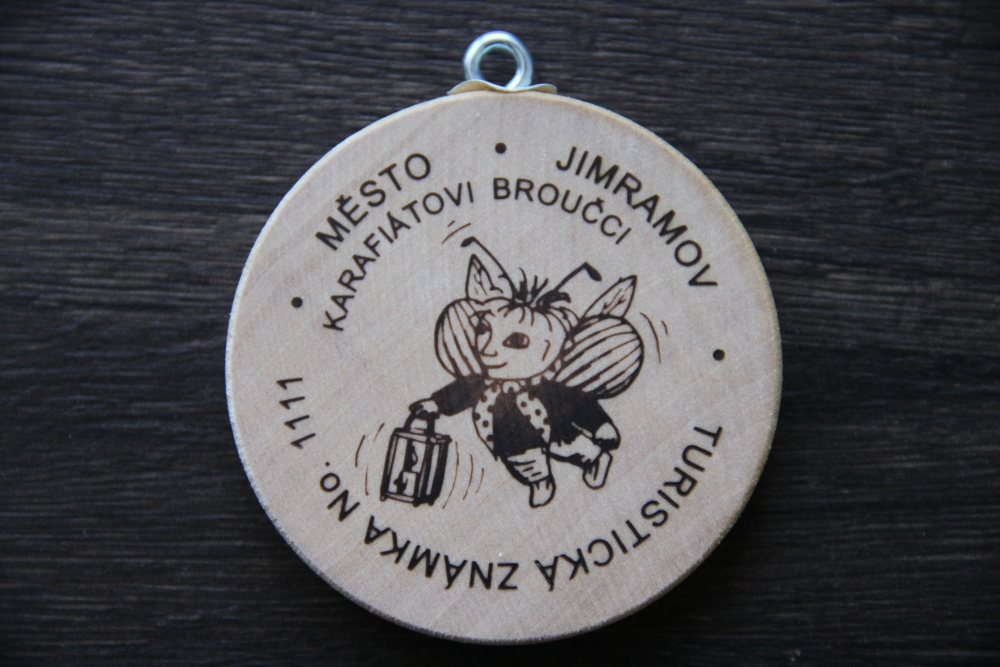 MĚSTO • JIMRAMOV
KARAFIÁTOVI BROUČCI
• TURISTICKÁ ZNÁMKA No. 1111 •